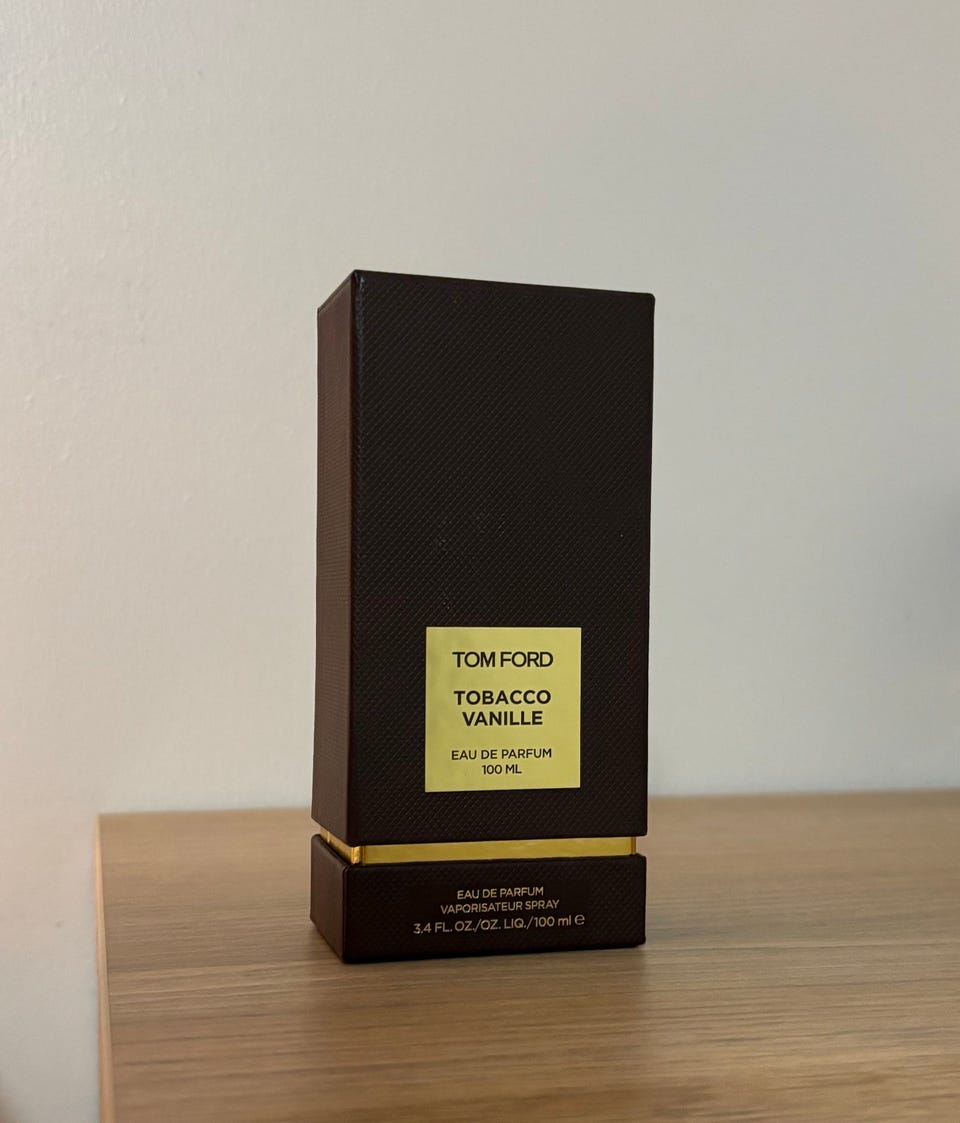 TOM FORD
TOBACCO
VANILLE
EAU DE PARFUM
100 ML
EAU DE PARFUM
VAPORISATEUR SPRAY
3.4 FL. OZ./OZ. LIQ./100 ml ℮